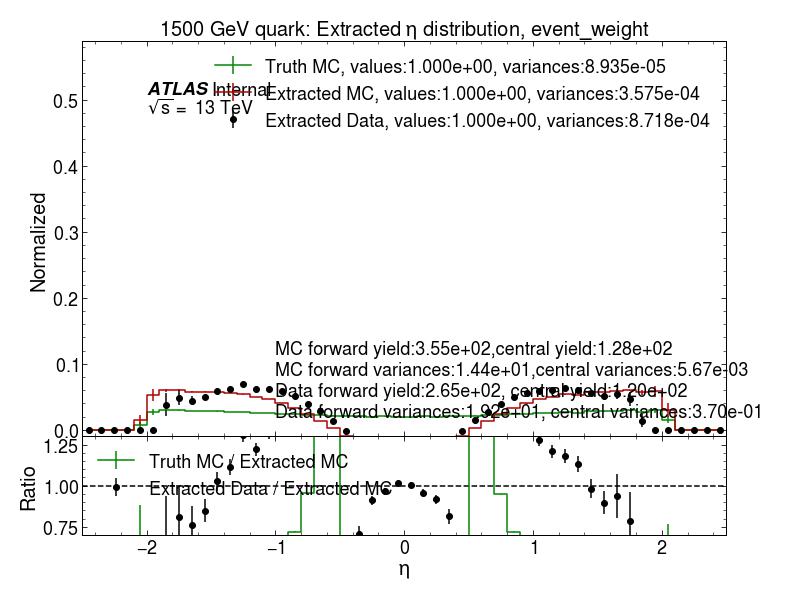 1500 GeV quark: Extracted η distribution, event_weight
Truth MC, values:1.000e+00, variances:8.935e-05
ATLAS Internal
Extracted MC, values:1.000e+00, variances:3.575e-04
√s = 13 TeV
Extracted Data, values:1.000e+00, variances:8.718e-04
0.5
0.4
0.3
0.2
0.1
0.0
Normalized
MC forward yield:3.55e+02,central yield:1.28e+02
MC forward variances:1.44e+01,central variances:5.67e-03
Data forward yield:2.65e+02, central yield:1.20e+02
Data forward variances:1.92e+01, central variances:3.70e-01
1.25
1.00
0.75
Ratio
Truth MC / Extracted MC
Extracted Data / Extracted MC
−2 −1 0 1 2
η